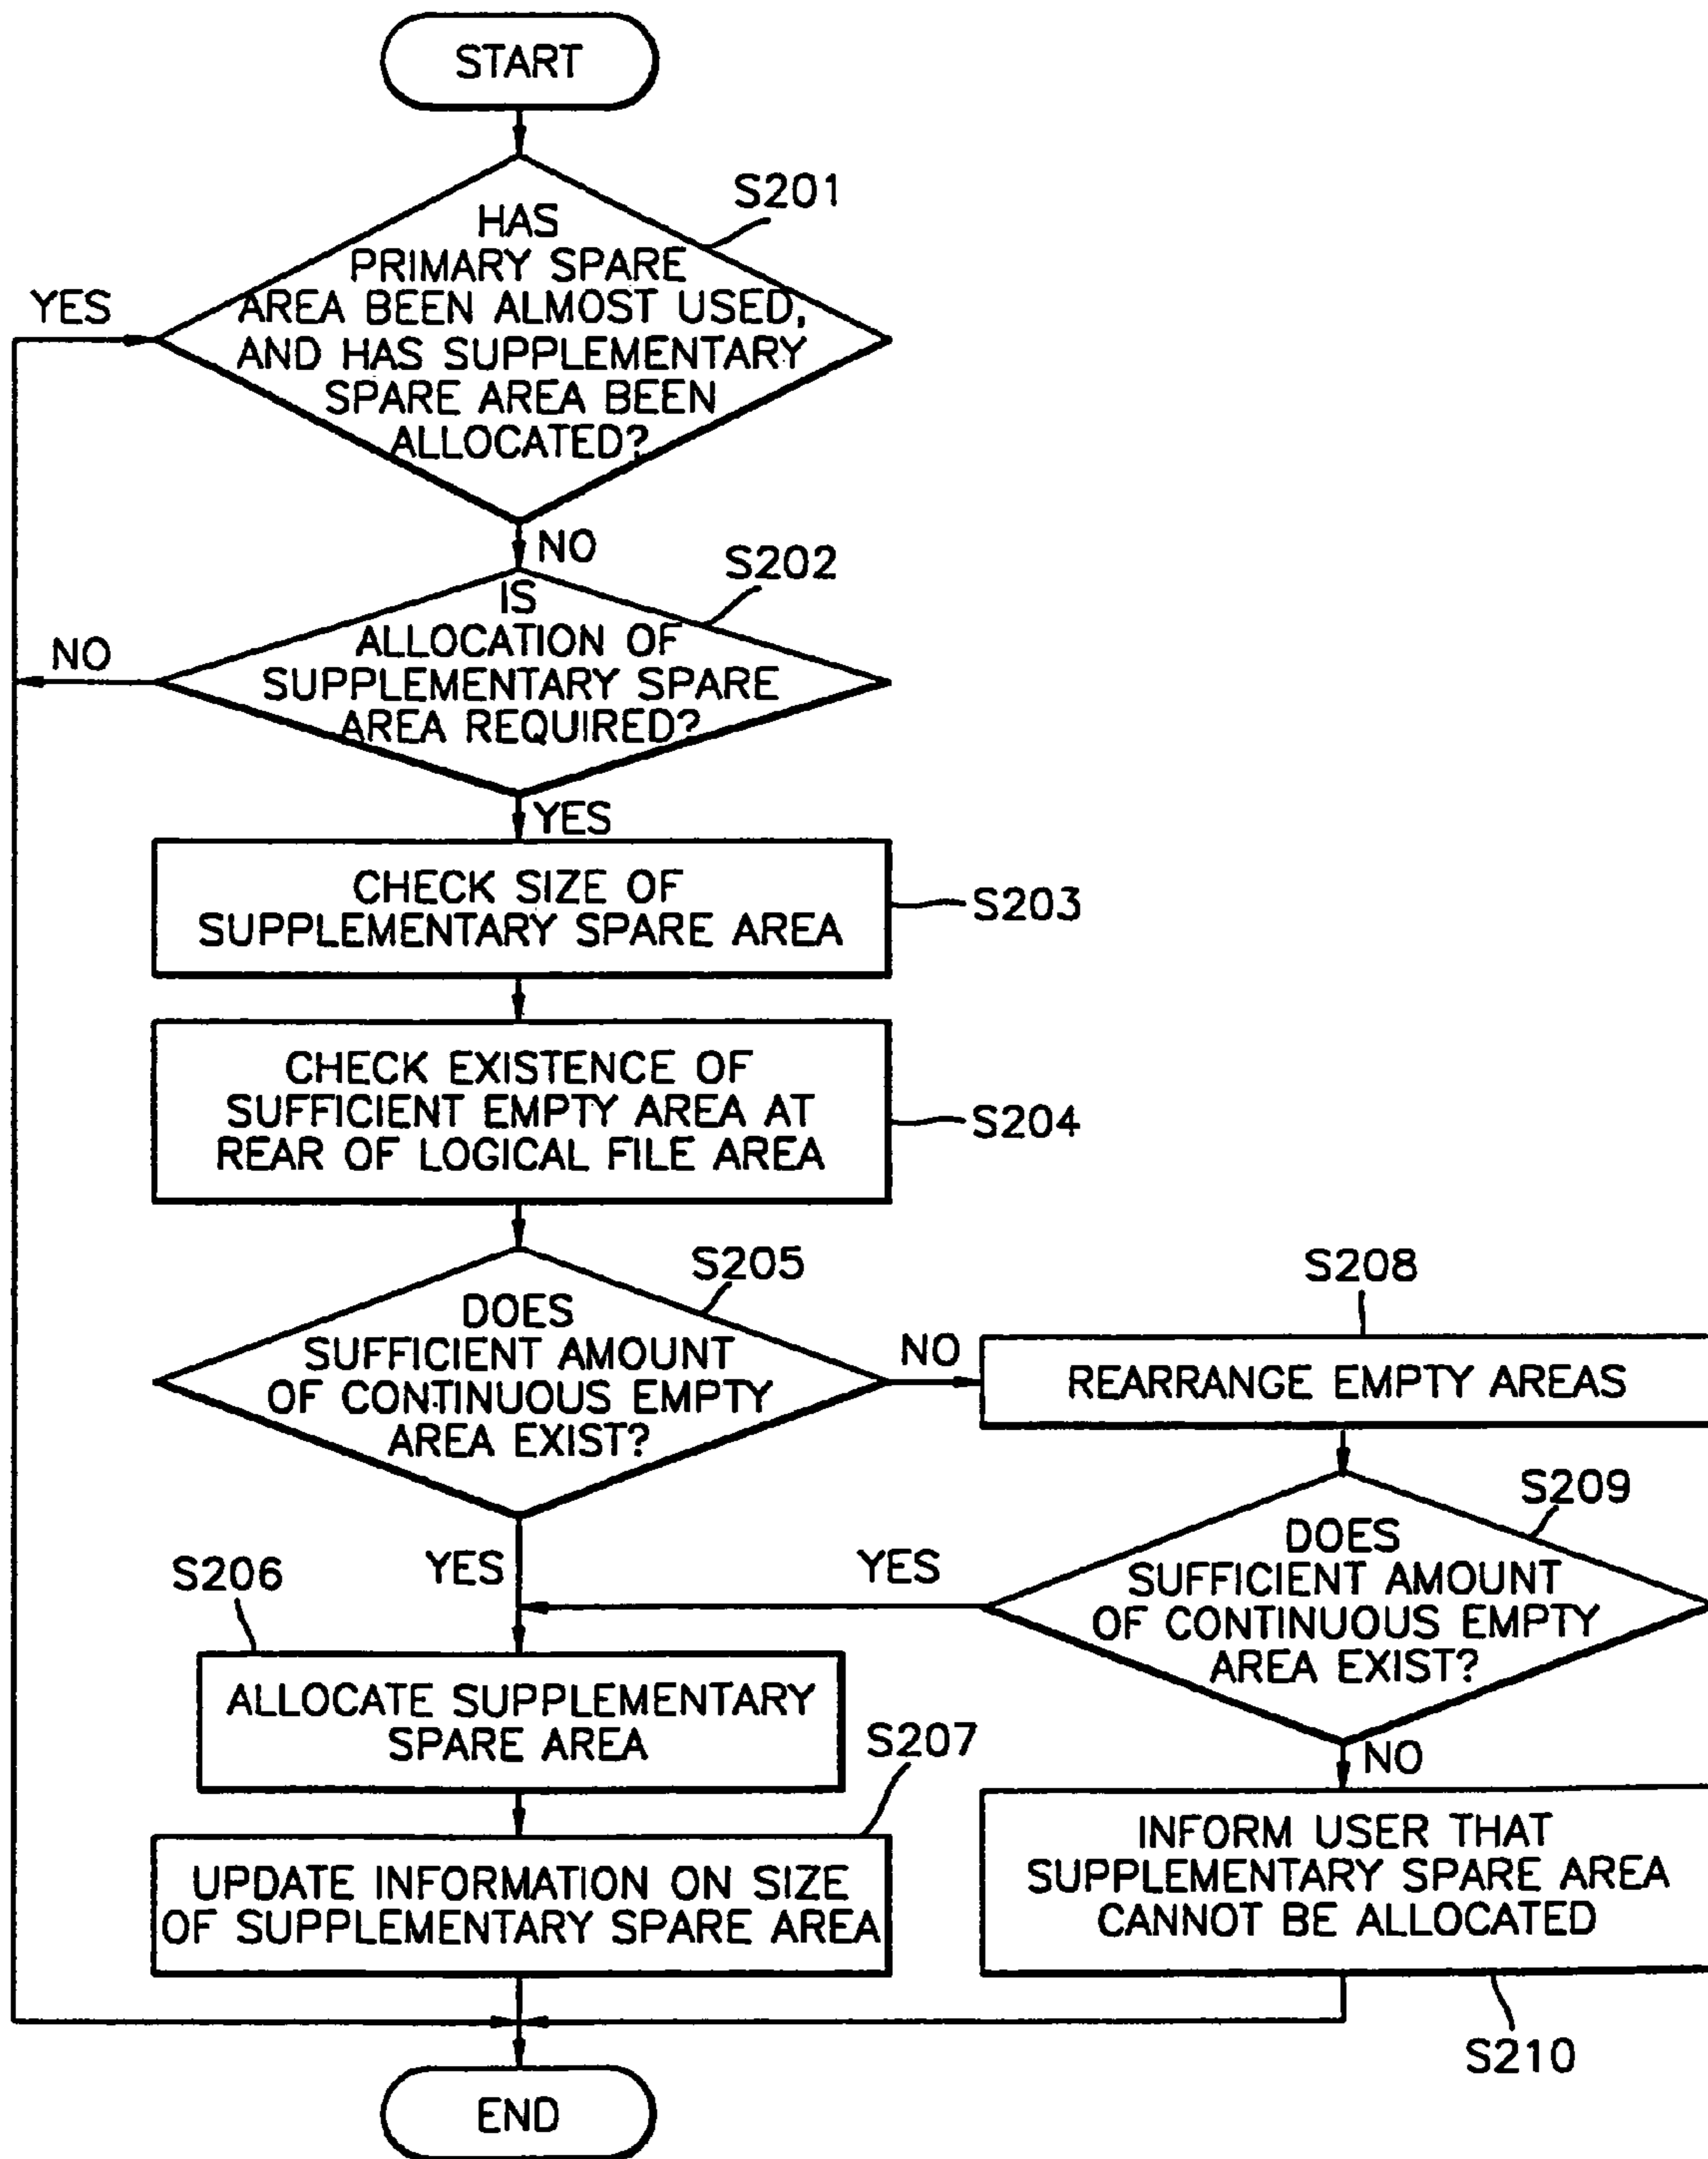 START
S201
HAS
PRIMARY SPARE
AREA BEEN ALMOST USED,
AND HAS SUPPLEMENTARY
SPARE AREA BEEN
ALLOCATED?
YES
NO
S202
IS
ALLOCATION OF
SUPPLEMENTARY SPARE
AREA REQUIRED?
NO
YES
CHECK SIZE OF
SUPPLEMENTARY SPARE AREA
S203
CHECK EXISTENCE OF
SUFFICIENT EMPTY AREA AT
REAR OF LOGICAL FILE AREA
S204
S205
DOES
SUFFICIENT AMOUNT
OF CONTINUOUS EMPTY
AREA EXIST?
NO
S208
REARRANGE EMPTY AREAS
S209
DOES
SUFFICIENT AMOUNT
OF CONTINUOUS EMPTY
AREA EXIST?
YES
YES
S206
ALLOCATE SUPPLEMENTARY
SPARE AREA
S207
UPDATE INFORMATION ON SIZE
OF SUPPLEMENTARY SPARE AREA
NO
INFORM USER THAT
SUPPLEMENTARY SPARE AREA
CANNOT BE ALLOCATED
S210
END